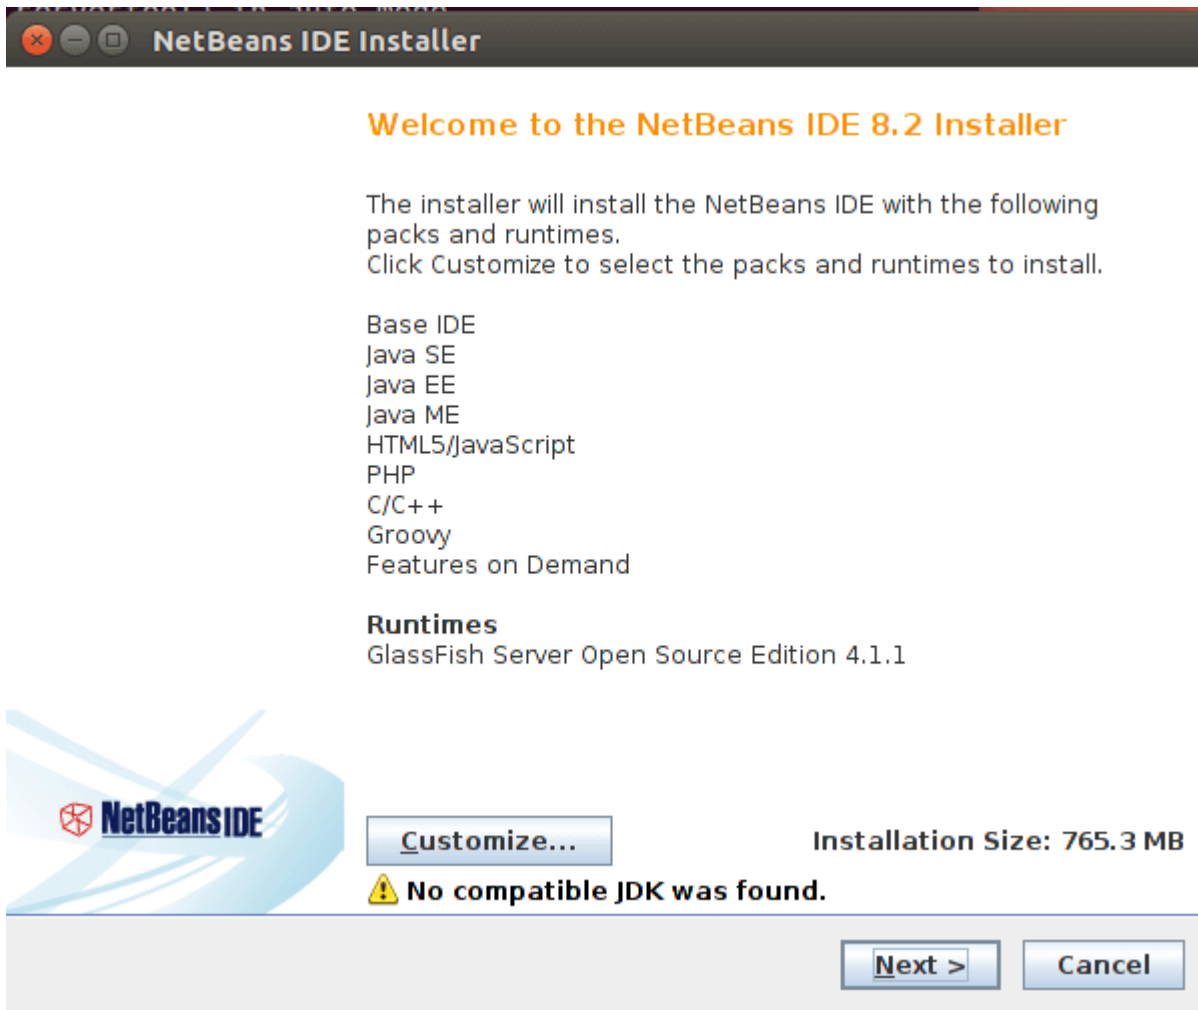 NetBeans IDE Installer
Welcome to the NetBeans IDE 8.2 Installer
The installer will install the NetBeans IDE with the following
packs and runtimes.
Click Customize to select the packs and runtimes to install.
Base IDE
Java SE
Java EE
Java ME
HTML5/JavaScript
PHP
C/C++
Groovy
Features on Demand
Runtimes
GlassFish Server Open Source Edition 4.1.1
NetBeans IDE
Customize...
Installation Size: 765.3 MB
No compatible JDK was found.
Next >
Cancel